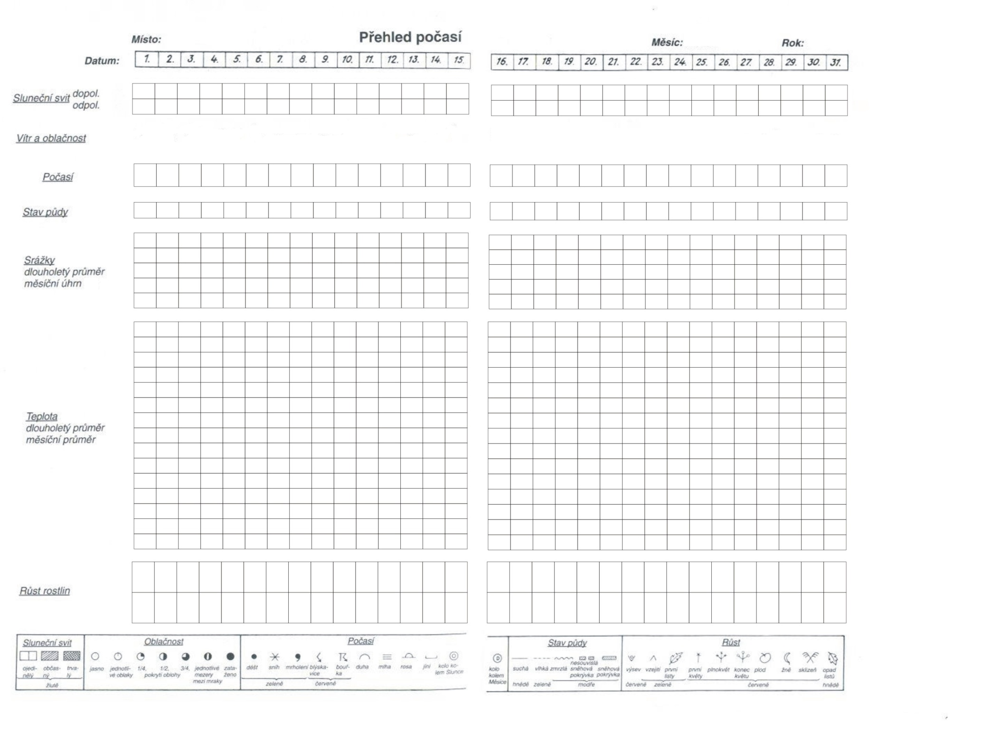 Místo: Přehled počasí Měsíc: Rok:
Datum: 1. 2. 3. 4. 5. 6. 7. 8. 9. 10. 11. 12. 13. 14. 15. 16. 17. 18. 19. 20. 21. 22. 23. 24. 25. 26. 27. 28. 29. 30. 31.
Sluneční svit dopol.
odpol.
Vítr a oblačnost
Počasí
Stav půdy
Srážky
dlouholetý průměr
měsíční úhrn
Teplota
dlouholetý průměr
měsíční průměr
Růst rostlin
Sluneční svit
ojedi- občas- trva-
nělý ný lý
žlutě
Oblačnost
jasno jednotli- 1/4, 1/2, 3/4, jednotlivé zata-
vé oblaky pokrytí oblohy mezery ženo
mezi mraky
Počasí
déšť sníh mrholení blýska- bouř- duha mlha rosa jíní kolo ko-
vice ka lem Slunce
zeleně červeně
kolo
kolem
Měsíce
Stav půdy
nesouvislá
suchá vlhká zmrzlá sněhová sněhová
pokrývka pokrývka
hnědě zeleně modře
Růst
výsev vzejití první první plnokvět konec plod žně sklizeň opad
listy květy květu listů
červeně zeleně červeně hnědě